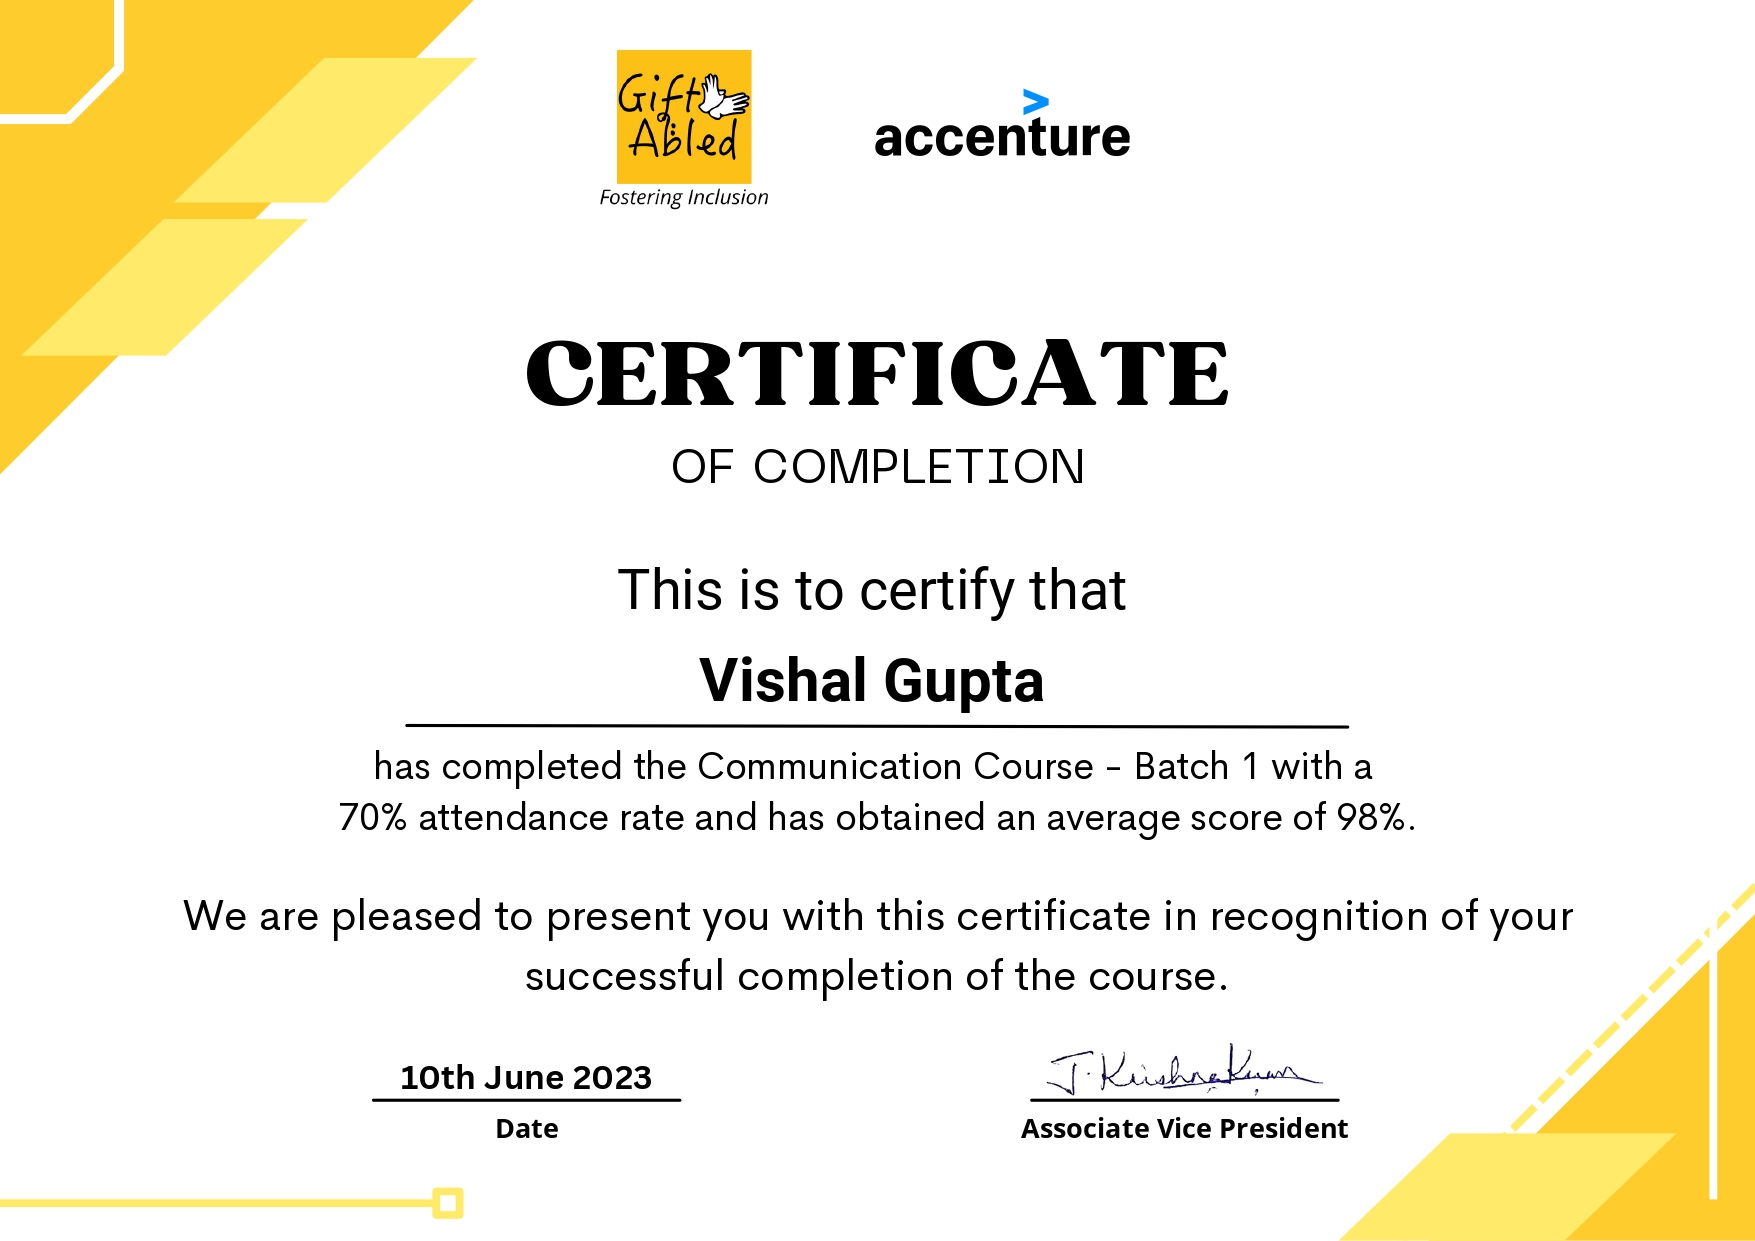 Gift
Abled
Fostering Inclusion
>
accenture
CERTIFICATE
OF COMPLETION
This is to certify that
Vishal Gupta
has completed the Communication Course - Batch 1 with a
70% attendance rate and has obtained an average score of 98%.
We are pleased to present you with this certificate in recognition of your
successful completion of the course.
10th June 2023
J. Krishna Kumar
Date
Associate Vice President